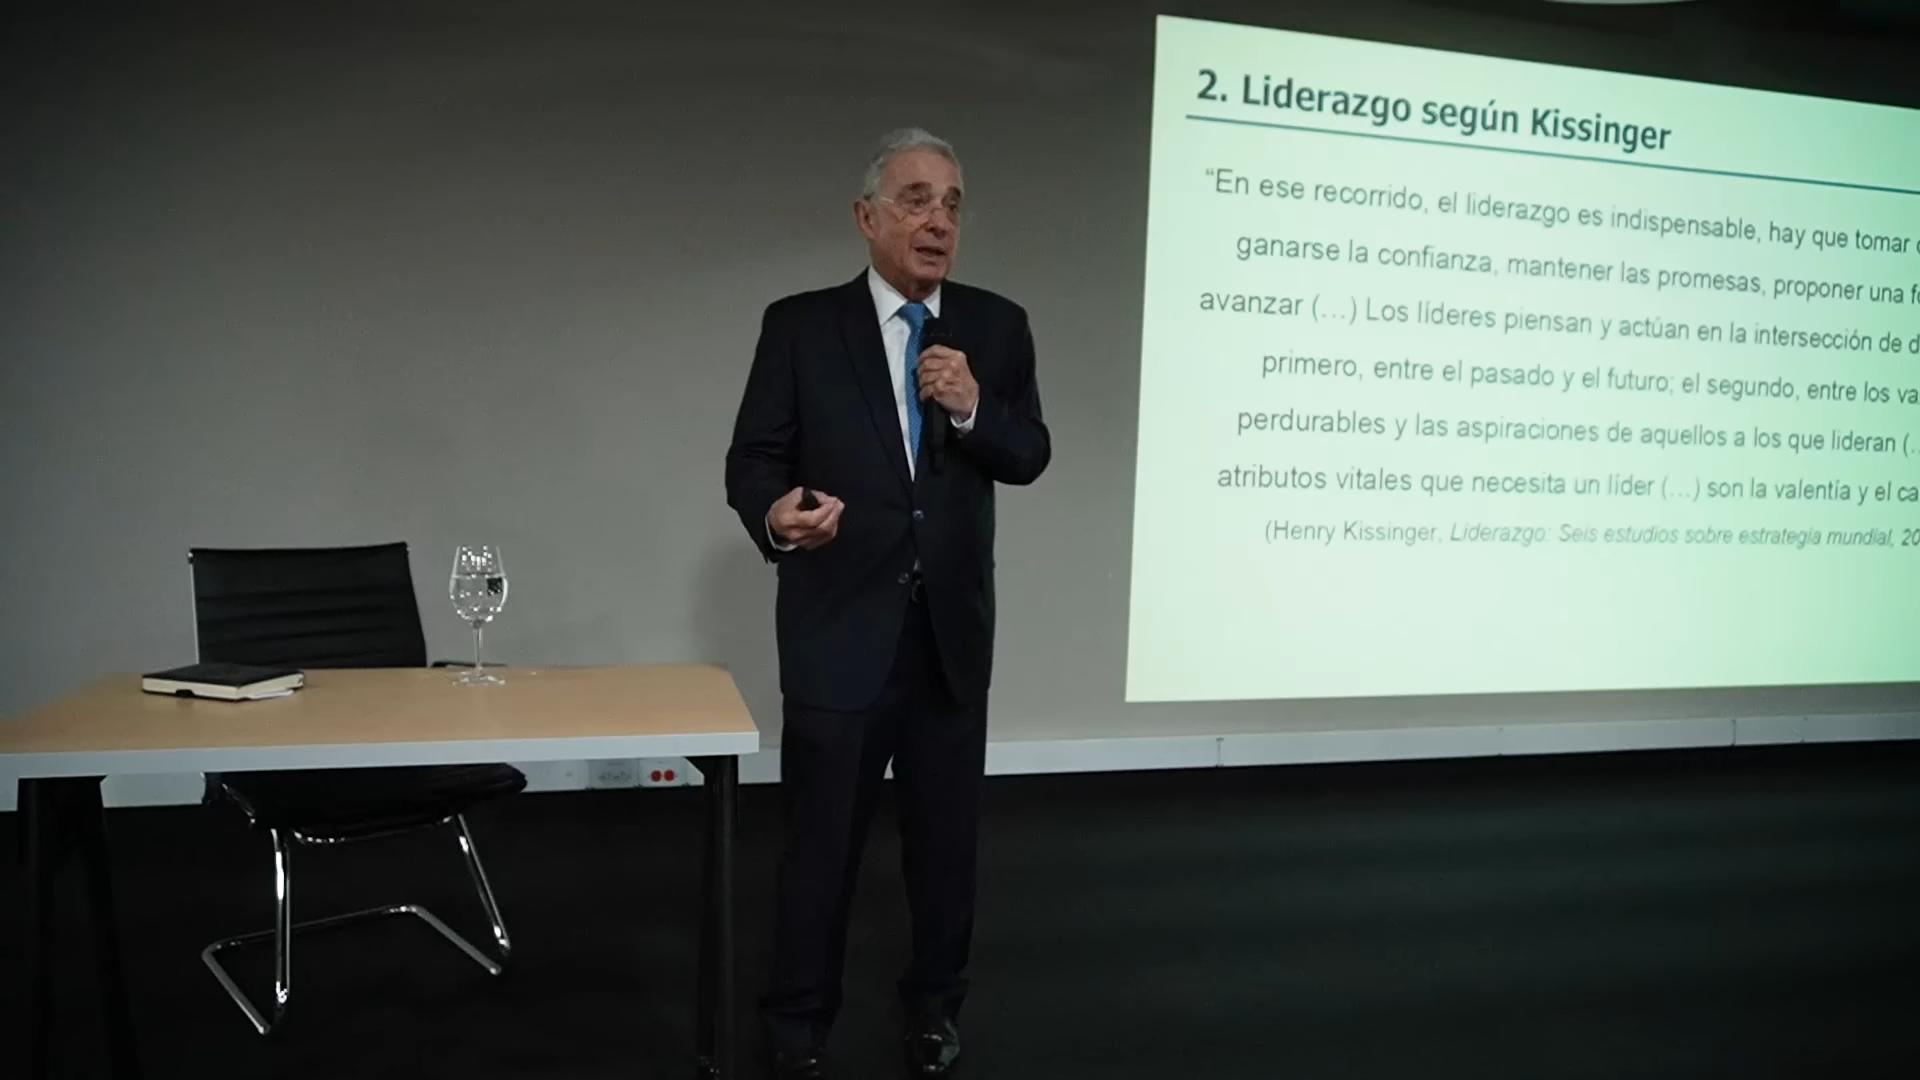 2. Liderazgo según Kissinger
“En ese recorrido, el liderazgo es indispensable, hay que tomar
ganarse la confianza, mantener las promesas, proponer una
avanzar (…) Los líderes piensan y actúan en la intersección de
primero, entre el pasado y el futuro; el segundo, entre los
perdurables y las aspiraciones de aquellos a los que lideran (..
atributos vitales que necesita un líder (…) son la valentía y el
(Henry Kissinger, Liderazgo: Seis estudios sobre estrategia mundial, 20